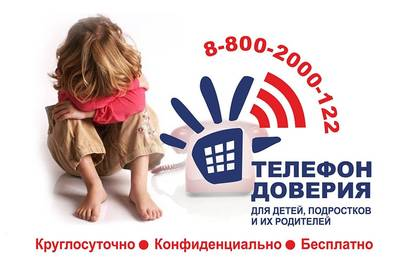 8-800-2000-122
ТЕЛЕФОН
ДОВЕРИЯ
ДЛЯ ДЕТЕЙ, ПОДРОСТКОВ
И ИХ РОДИТЕЛЕЙ
Круглосуточно ● Конфиденциально ● Бесплатно